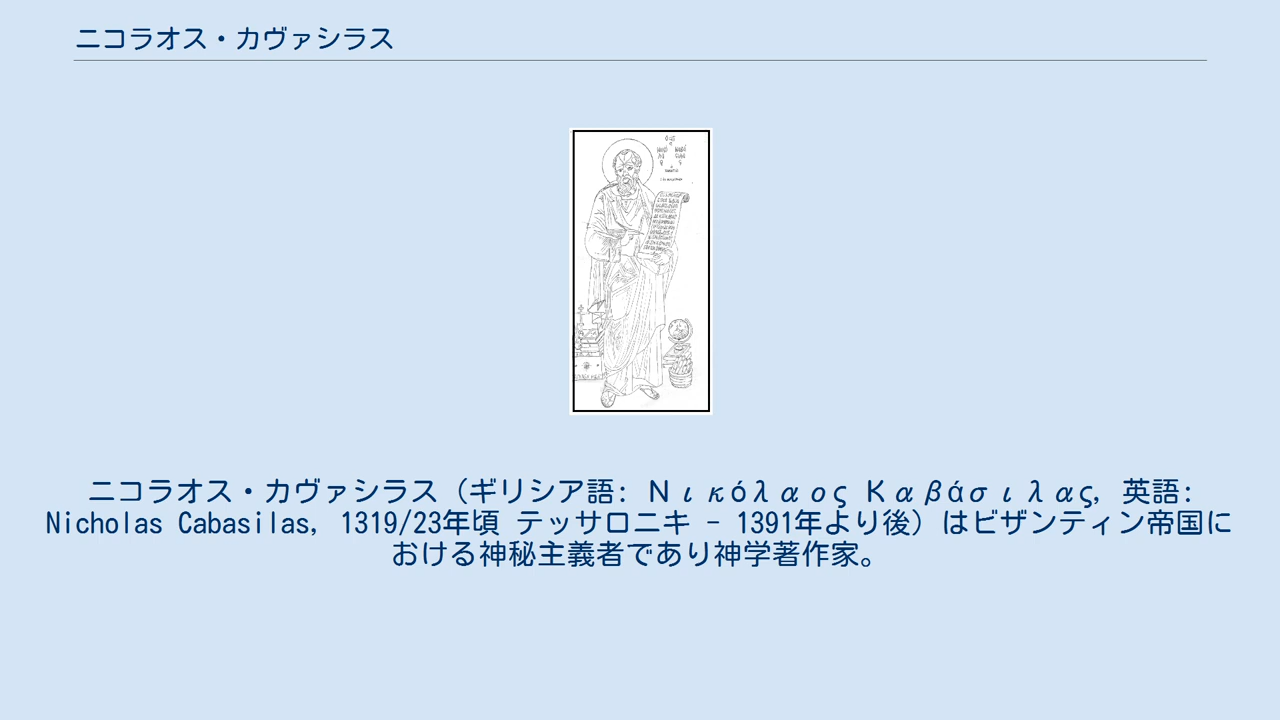 ニコラオス・カヴァシラス
ニコラオス・カヴァシラス（ギリシア語: Νικόλαος Καβάσιλας, 英語:
Nicholas Cabasilas, 1319/23年頃 テッサロニキ - 1391年より後）はビザンティン帝国に
おける神秘主義者であり神学著作家。